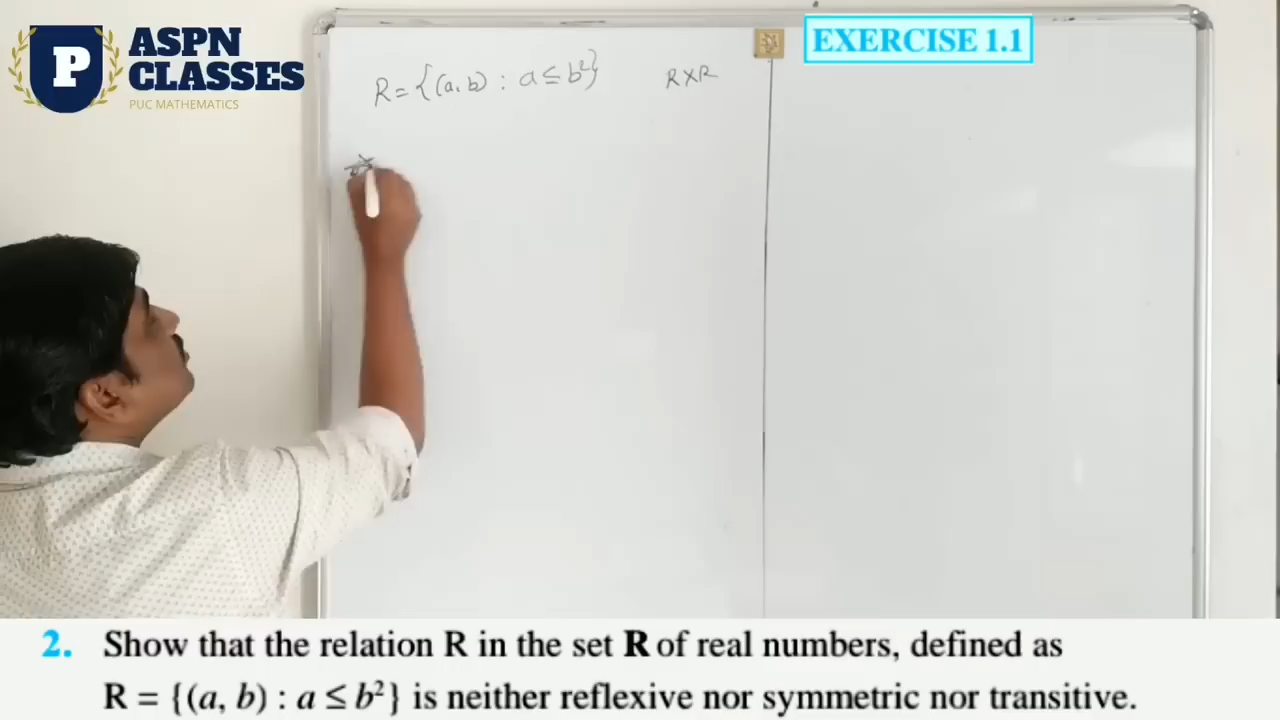 P
ASPN
CLASSES
PUC MATHEMATICS
EXERCISE 1.1
R = {(a, b) : a ≤ b²} R×R
2. Show that the relation R in the set R of real numbers, defined as
R = {(a, b) : a ≤ b²} is neither reflexive nor symmetric nor transitive.